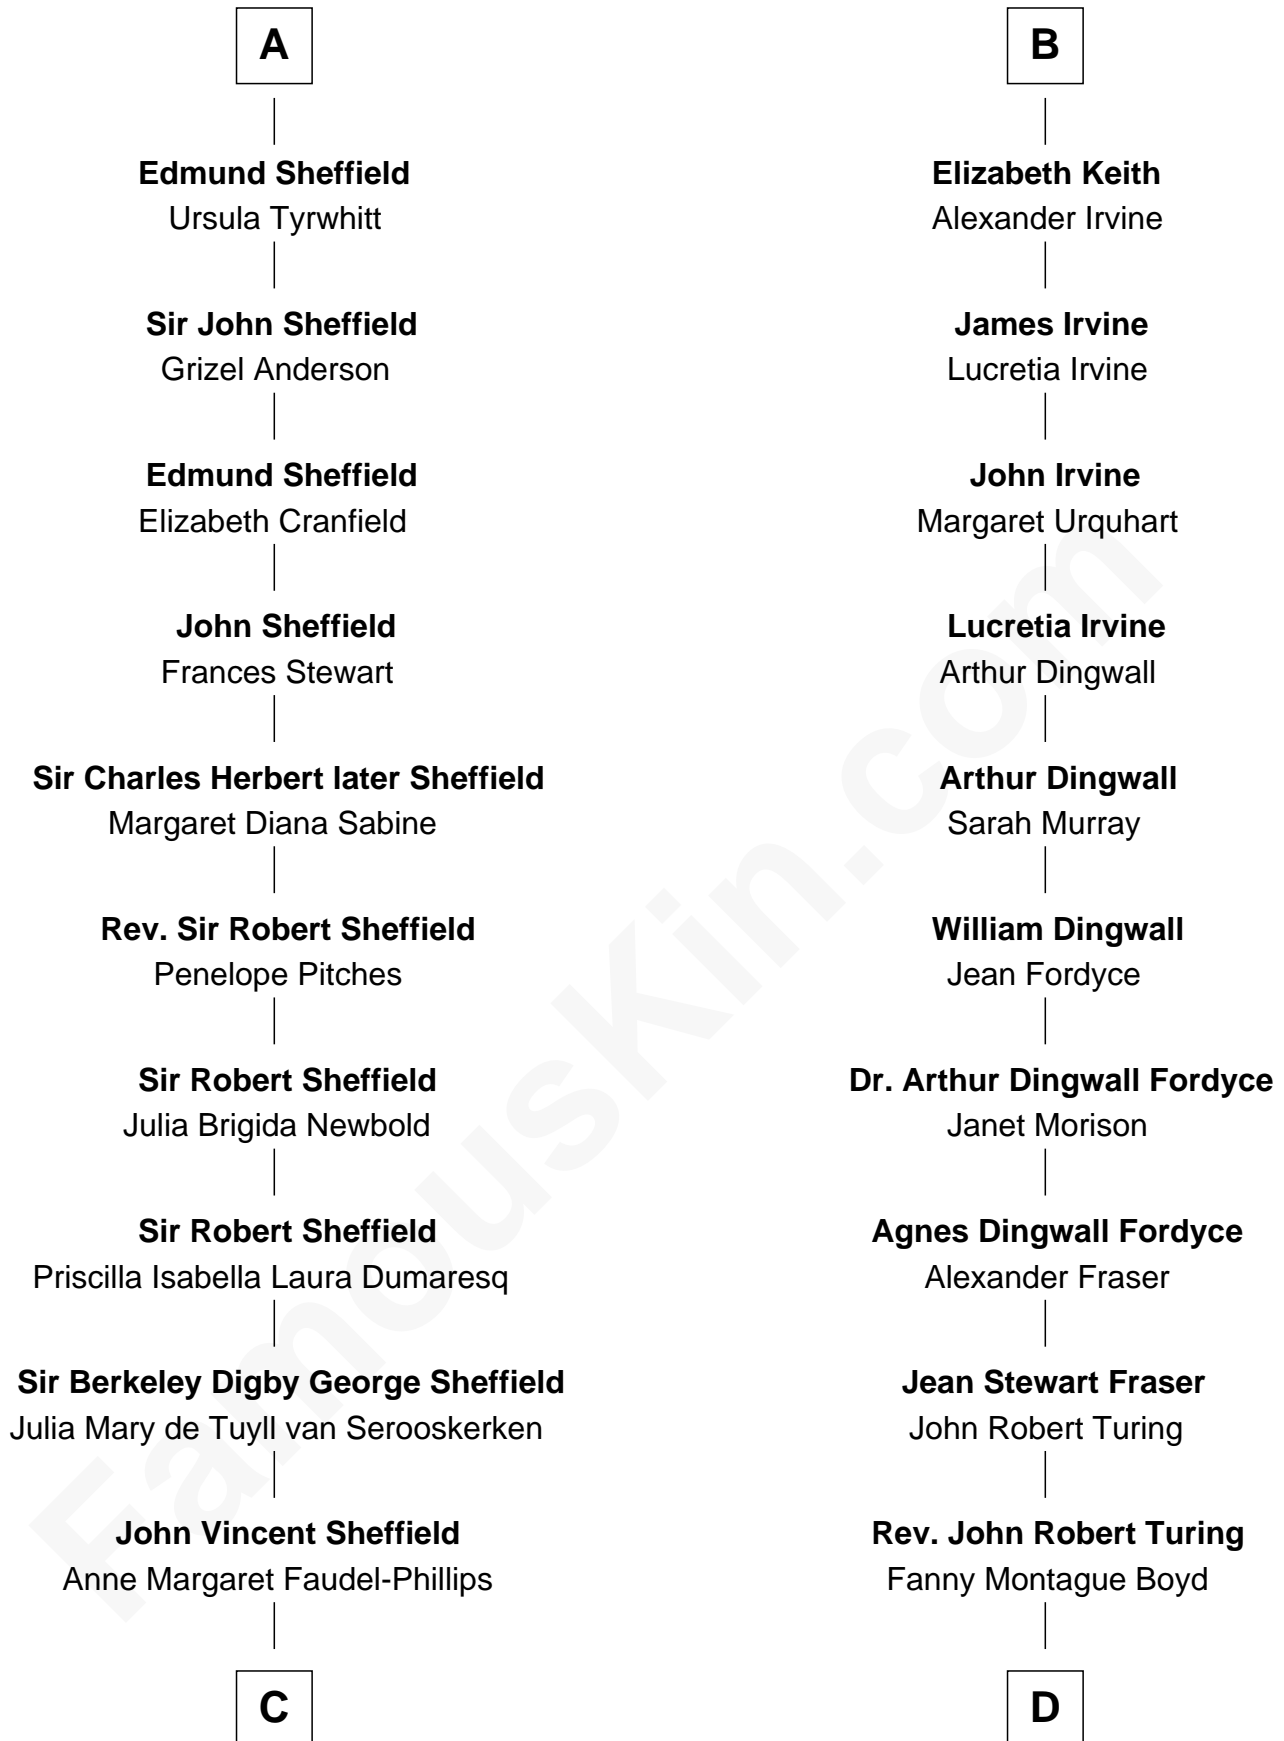 A
Edmund Sheffield
Ursula Tyrwhitt
Sir John Sheffield
Grizel Anderson
Edmund Sheffield
Elizabeth Cranfield
John Sheffield
Frances Stewart
Sir Charles Herbert later Sheffield
Margaret Diana Sabine
Rev. Sir Robert Sheffield
Penelope Pitches
Sir Robert Sheffield
Julia Brigida Newbold
Sir Robert Sheffield
Priscilla Isabella Laura Dumaresq
Sir Berkeley Digby George Sheffield
Julia Mary de Tuyll van Serooskerken
John Vincent Sheffield
Anne Margaret Faudel-Phillips
C
B
Elizabeth Keith
Alexander Irvine
James Irvine
Lucretia Irvine
John Irvine
Margaret Urquhart
Lucretia Irvine
Arthur Dingwall
Arthur Dingwall
Sarah Murray
William Dingwall
Jean Fordyce
Dr. Arthur Dingwall Fordyce
Janet Morison
Agnes Dingwall Fordyce
Alexander Fraser
Jean Stewart Fraser
John Robert Turing
Rev. John Robert Turing
Fanny Montague Boyd
D
FamousKin.com